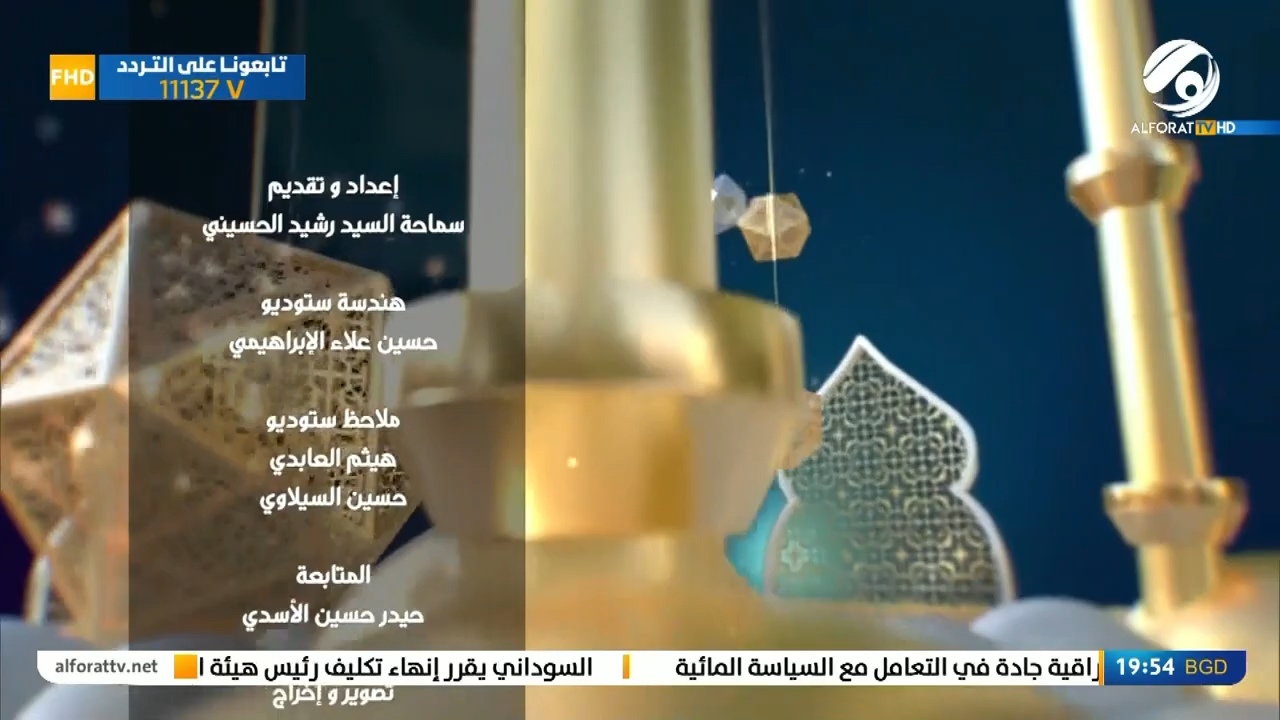 FHD
تابعونا على التردد
11137 V
ALFORAT TV HD
إعداد و تقديم
سماحة السيد رشيد الحسيني
هندسة ستوديو
حسين علاء الإبراهيمي
ملاحظ ستوديو
هيثم العابدي
حسين السيلاوي
المتابعة
حيدر حسين الأسدي
تصوير و إخراج
19:54 BGD
راقية جادة في التعامل مع السياسة المائية
السوداني يقرر إنهاء تكليف رئيس هيئة ا
alforattv.net